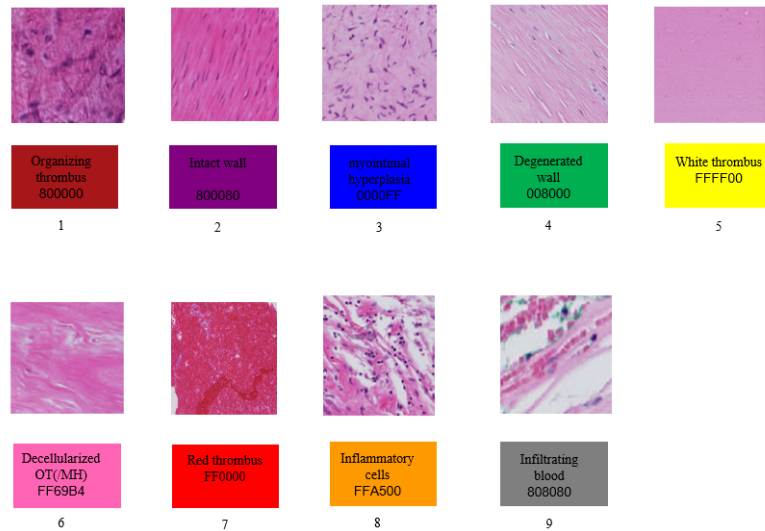 Organizing
thrombus
800000
Intact wall
800080
myointimal
hyperplasia
0000FF
Degenerated
wall
008000
White thrombus
FFFF00
1
2
3
4
5
Decellularized
OT(/MH)
FF69B4
Red thrombus
FF0000
Inflammatory
cells
FFA500
Infiltrating
blood
808080
6
7
8
9